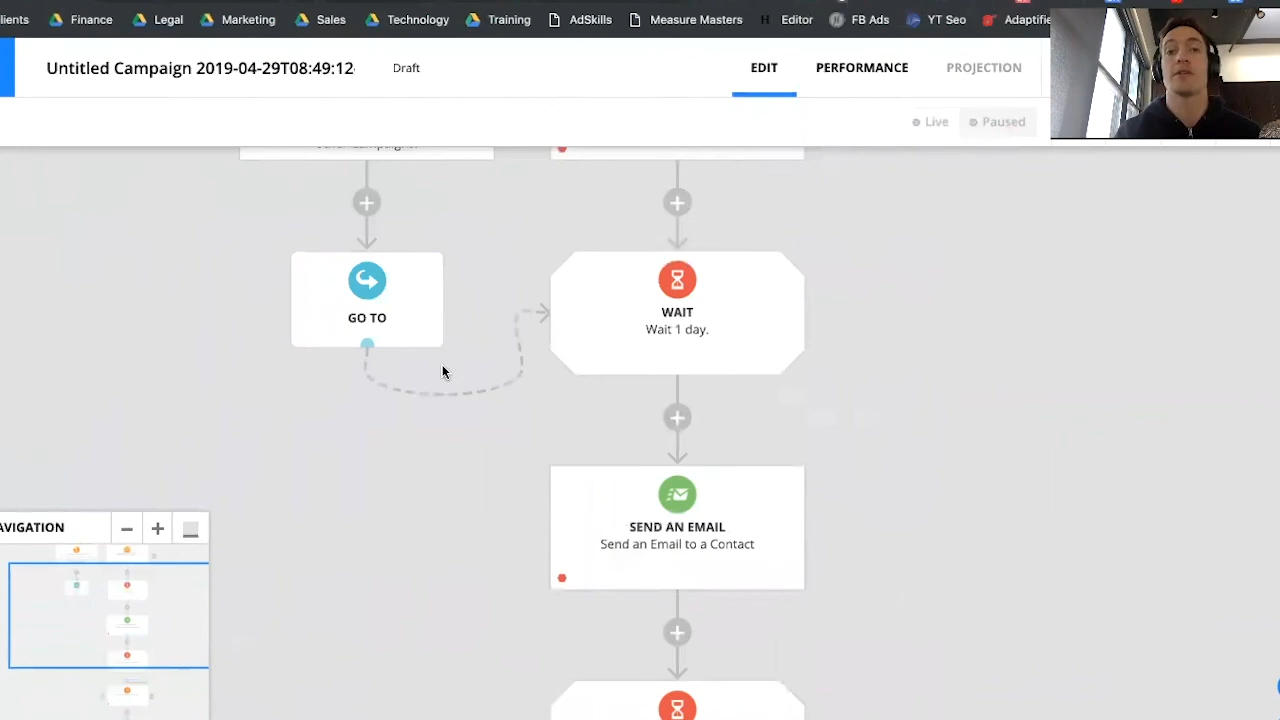 ients Finance Legal Marketing Sales Technology Training AdSkills Measure Masters Editor FB Ads YT Seo Adaptifie
Untitled Campaign 2019-04-29T08:49:12 Draft EDIT PERFORMANCE PROJECTION
Live Paused
GO TO
WAIT
Wait 1 day.
SEND AN EMAIL
Send an Email to a Contact
AVIGATION